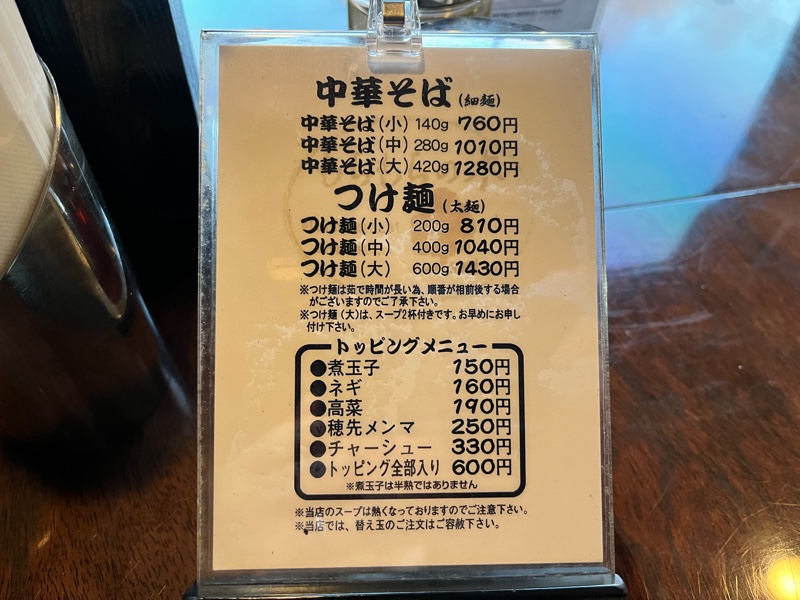 中華そば(細麺)
中華そば(小) 140g 760円
中華そば(中) 280g 1010円
中華そば(大) 420g 1280円
つけ麺(太麺)
つけ麺(小) 200g 810円
つけ麺(中) 400g 1040円
つけ麺(大) 600g 1430円
※つけ麺は茹で時間が長い為、順番が相前後する場合
がございますのでご了承下さい。
※つけ麺(大)は、スープ2杯付きです。お早めにお申し
付け下さい。
トッピングメニュー
●煮玉子 150円
●ネギ 160円
●高菜 190円
●穂先メンマ 250円
●チャーシュー 330円
●トッピング全部入り 600円
※煮玉子は半熟ではありません
※当店のスープは熱くなっておりますのでご注意下さい。
※当店では、替え玉のご注文はご容赦下さい。